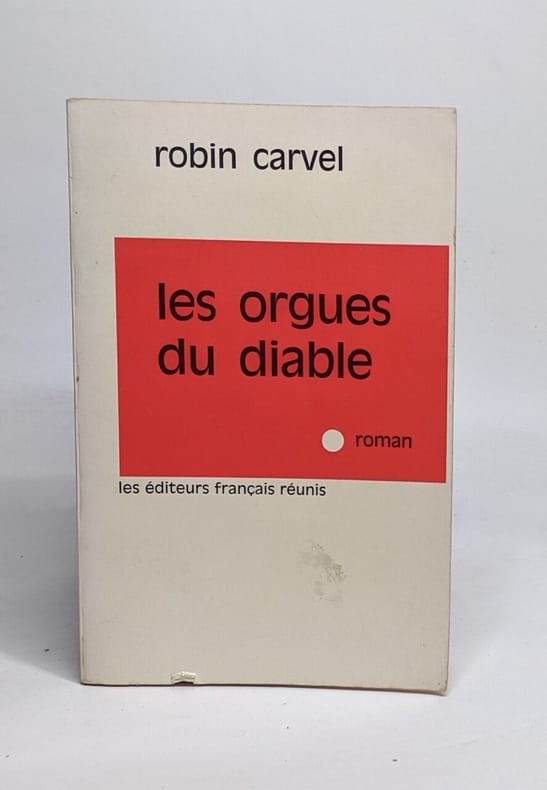 robin carvel
les orgues
du diable
roman
les éditeurs français réunis